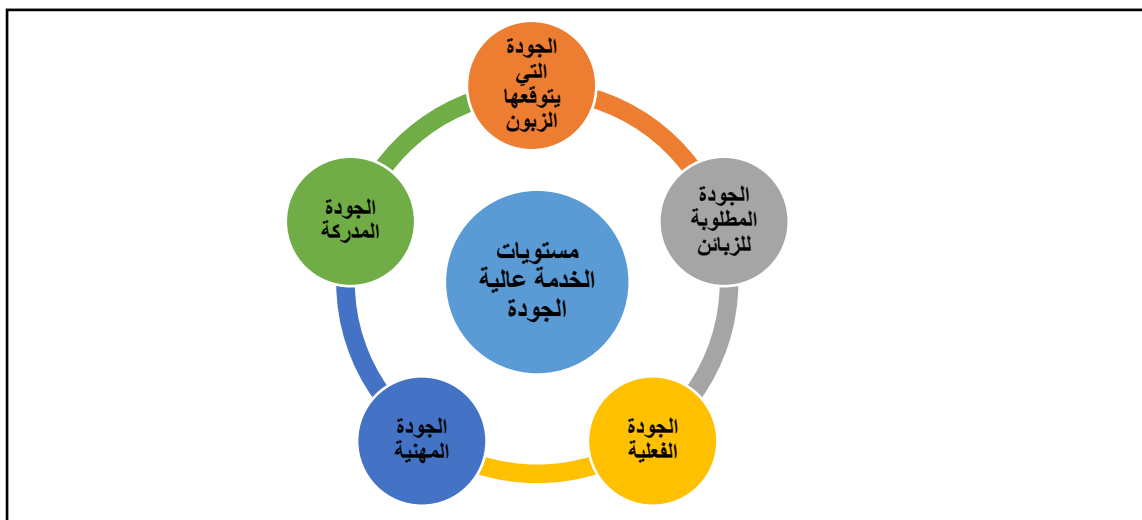 الجودة
التي
يتوقعها
الزبون
الجودة
المطلوبة
للزبائن
الجودة
الفعلية
الجودة
المهنية
الجودة
المدركة
مستويات
الخدمة عالية
الجودة